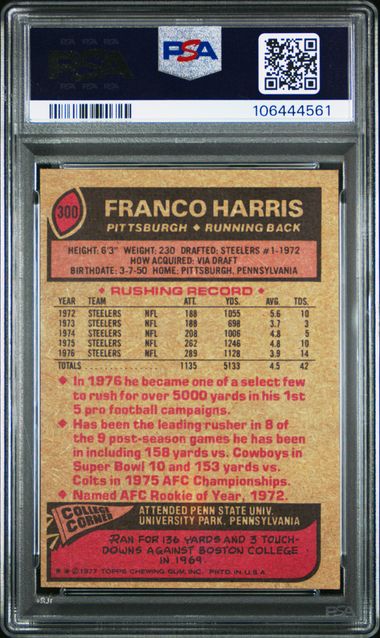 PSA
PSA
106444561
300
FRANCO HARRIS
PITTSBURGH ◆ RUNNING BACK
HEIGHT: 6'3" WEIGHT: 230 DRAFTED: STEELERS #1-1972
HOW ACQUIRED: VIA DRAFT
BIRTHDATE: 3-7-50 HOME: PITTSBURGH, PENNSYLVANIA
◆ RUSHING RECORD ◆
YEAR TEAM ATT. YDS. AVG. TDS.
1972 STEELERS NFL 188 1055 5.6 10
1973 STEELERS NFL 188 698 3.7 3
1974 STEELERS NFL 208 1006 4.8 5
1975 STEELERS NFL 262 1246 4.8 10
1976 STEELERS NFL 289 1128 3.9 14
TOTALS 1135 5133 4.5 42
◆ In 1976 he became one of a select few
to rush for over 5000 yards in his 1st
5 pro football campaigns.
◆ Has been the leading rusher in 8 of
the 9 post-season games he has been
in including 158 yards vs. Cowboys in
Super Bowl 10 and 153 yards vs.
Colts in 1975 AFC Championships.
◆ Named AFC Rookie of Year, 1972.
COLLEGE
CORNER
ATTENDED PENN STATE UNIV.
UNIVERSITY PARK, PENNSYLVANIA
RAN FOR 136 YARDS AND 3 TOUCH-
DOWNS AGAINST BOSTON COLLEGE
IN 1969.
✱ ✱ © 1977 TOPPS CHEWING GUM, INC. PRTD. IN U.S.A.